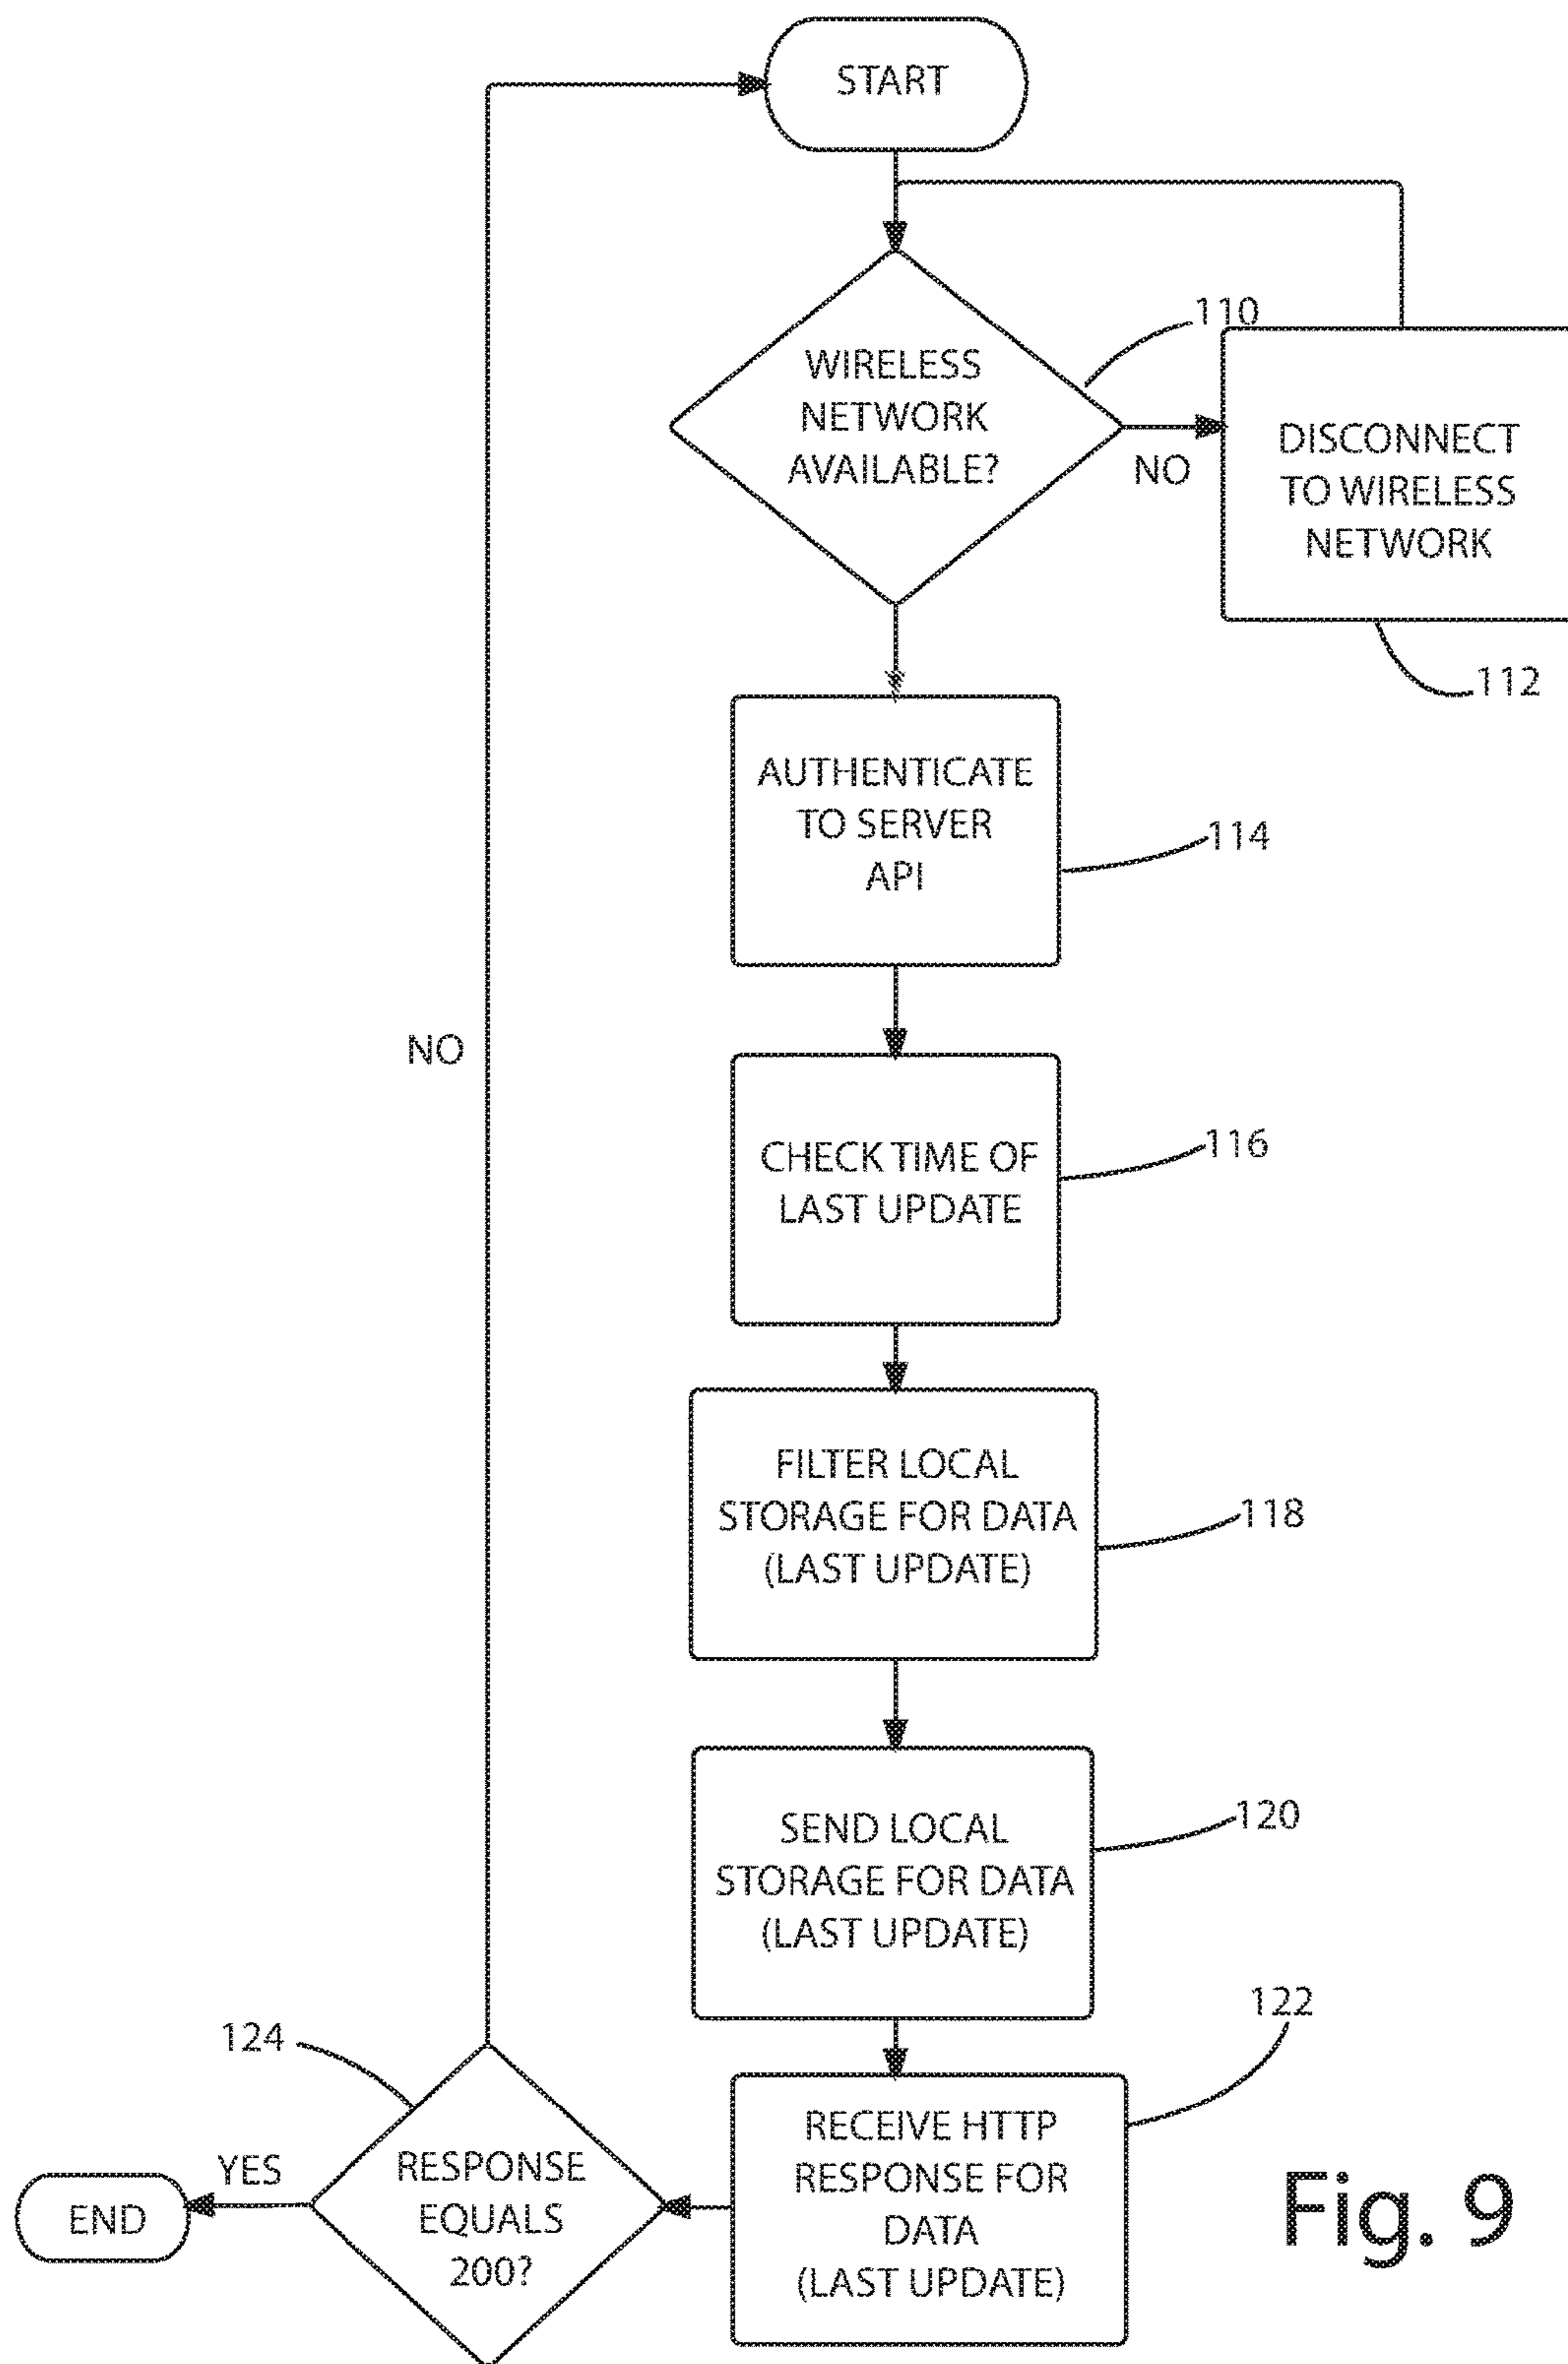 START
110
WIRELESS
NETWORK
AVAILABLE?
NO
DISCONNECT
TO WIRELESS
NETWORK
112
AUTHENTICATE
TO SERVER
API
114
NO
CHECK TIME OF
LAST UPDATE
116
FILTER LOCAL
STORAGE FOR DATA
(LAST UPDATE)
118
SEND LOCAL
STORAGE FOR DATA
(LAST UPDATE)
120
122
RECEIVE HTTP
RESPONSE FOR
DATA
(LAST UPDATE)
124
RESPONSE
EQUALS
200?
YES
END
Fig. 9